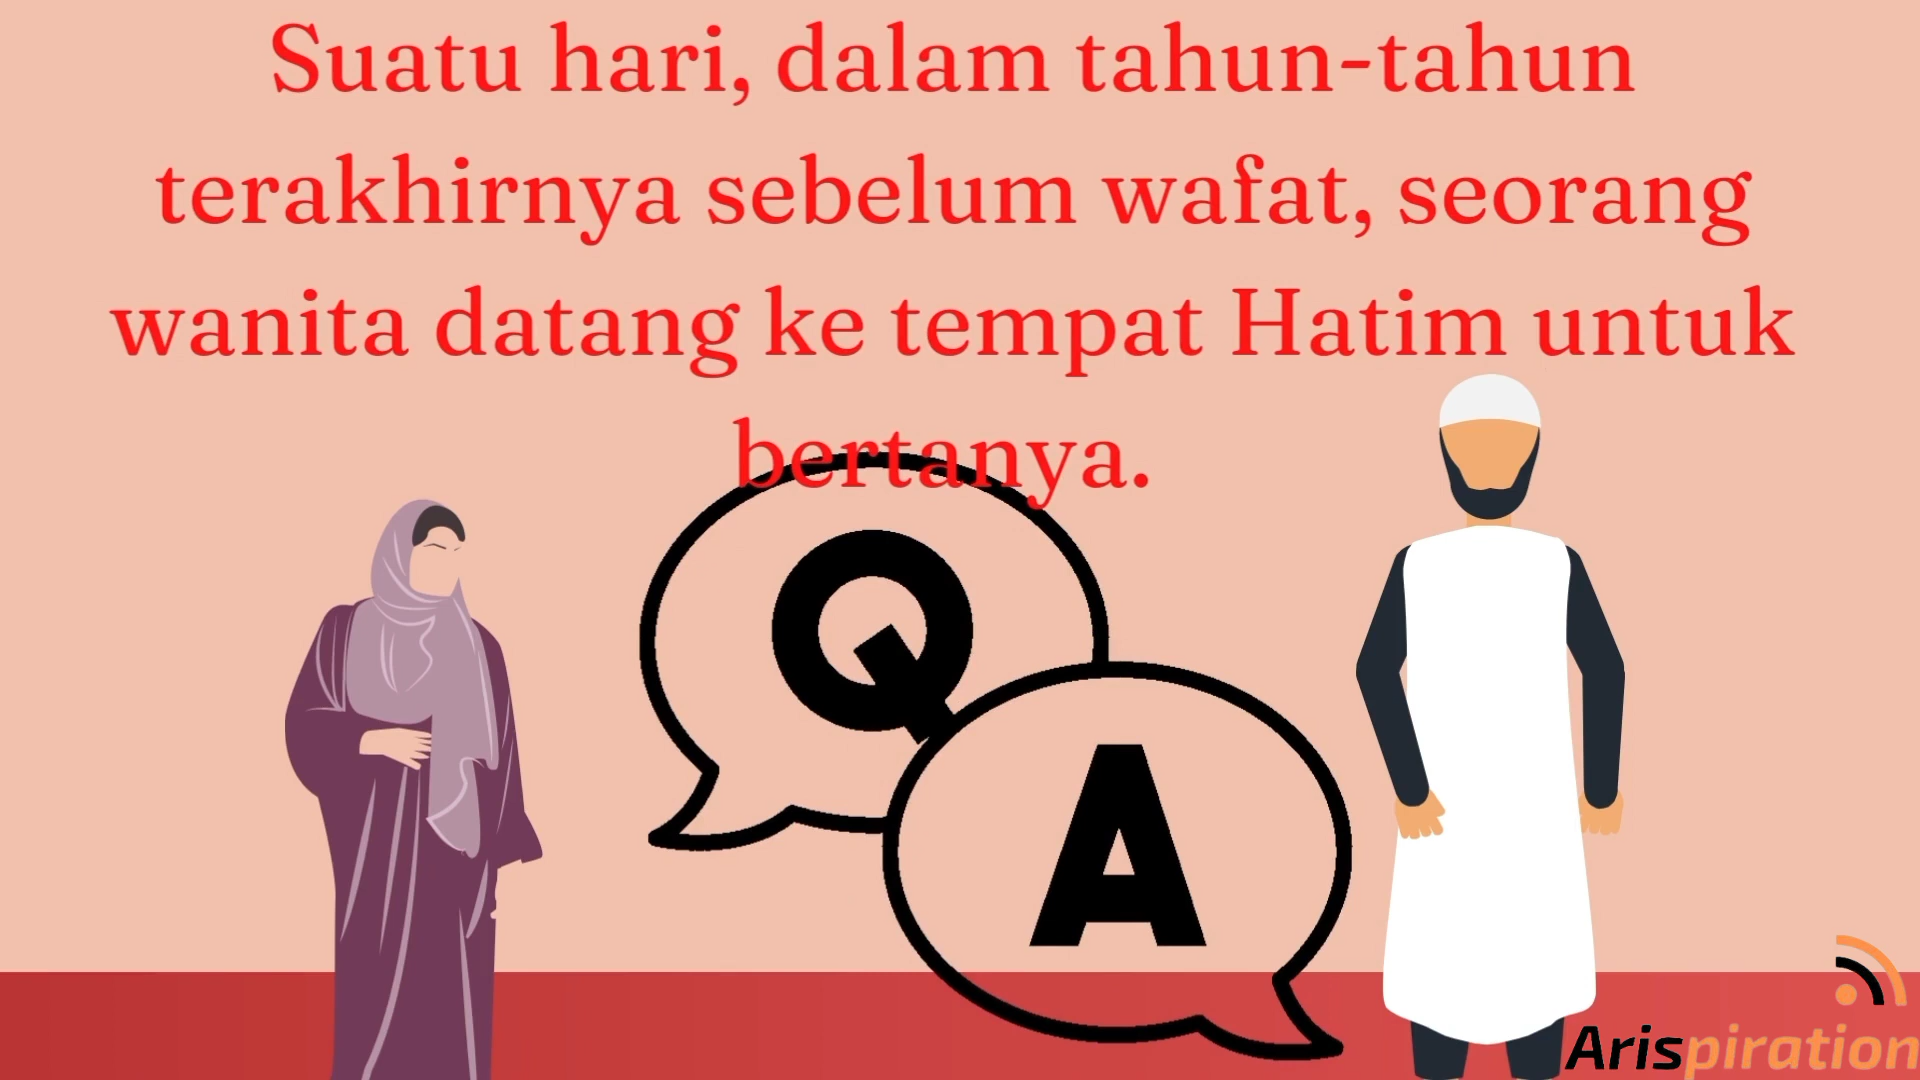 Suatu hari, dalam tahun-tahun
terakhirnya sebelum wafat, seorang
wanita datang ke tempat Hatim untuk
bertanya.
Q
A
Arispiration